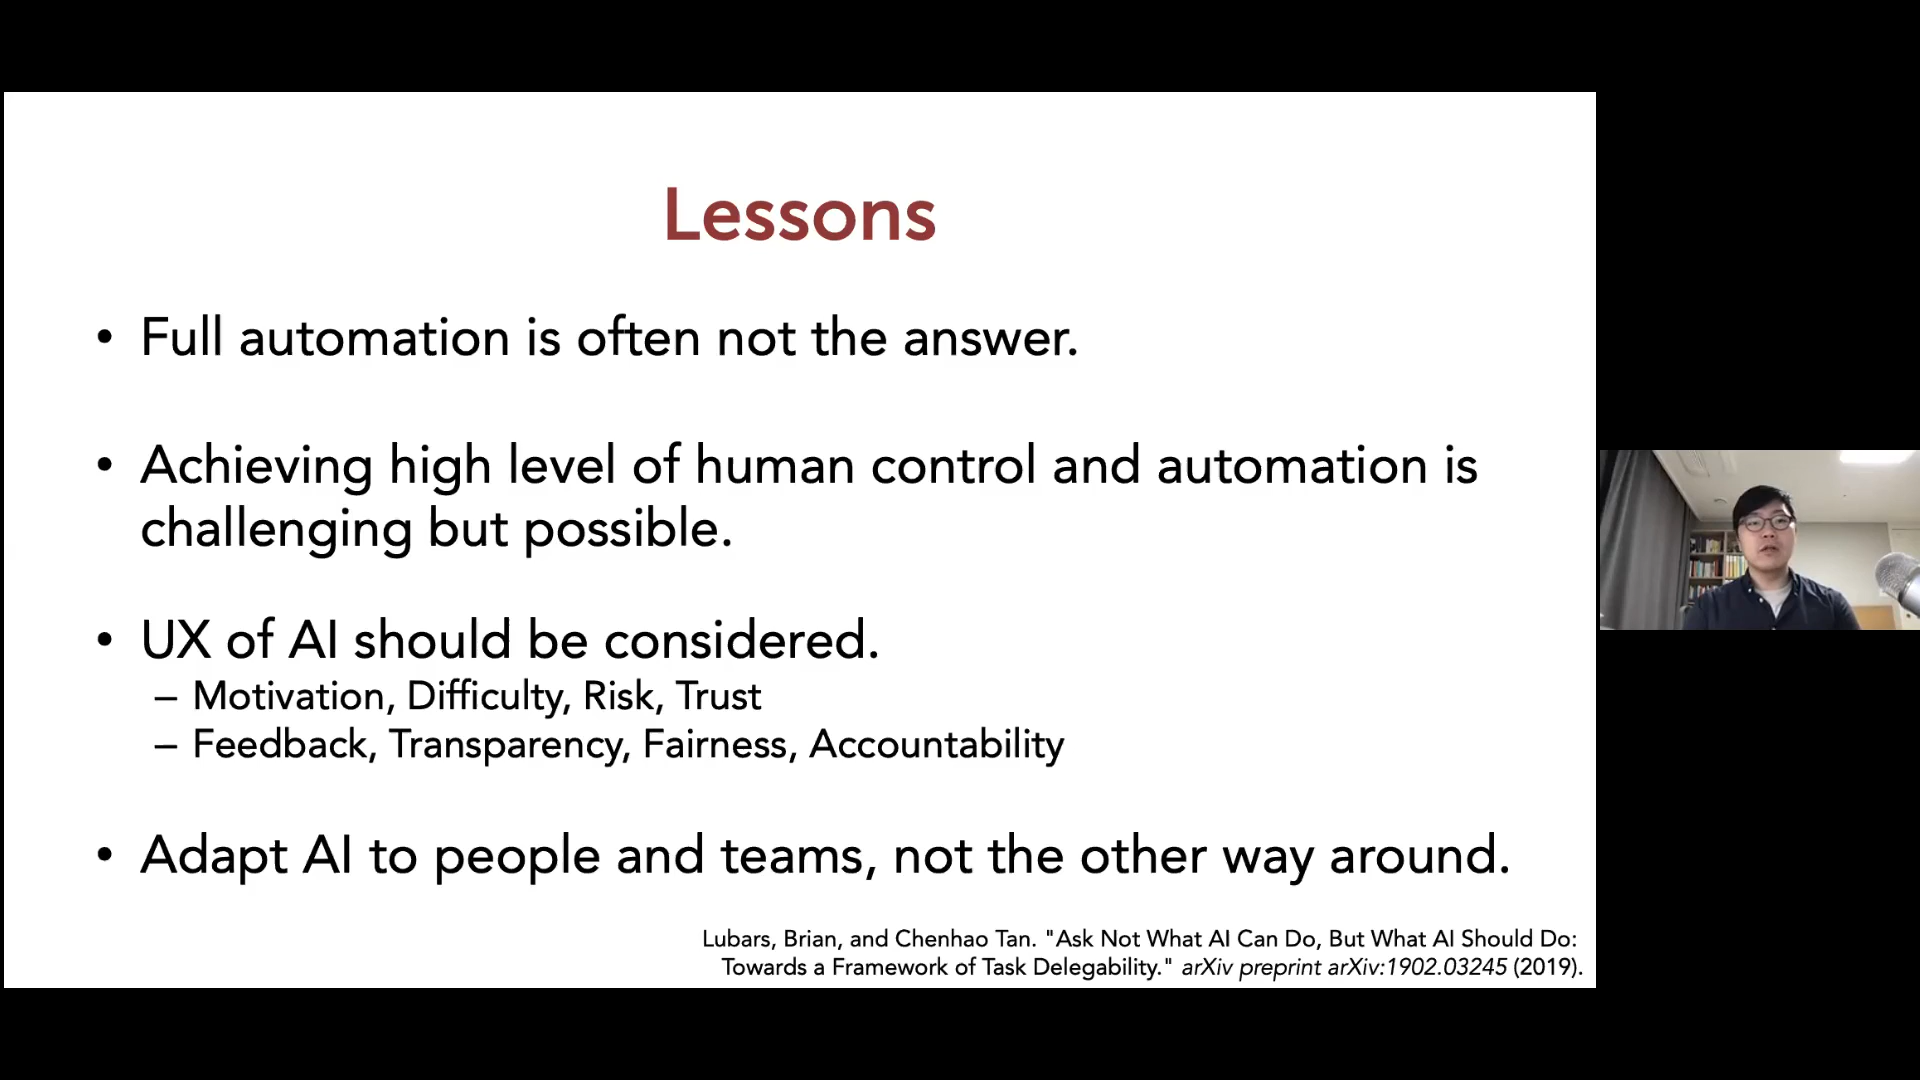 Lessons
• Full automation is often not the answer.
• Achieving high level of human control and automation is
challenging but possible.
• UX of AI should be considered.
– Motivation, Difficulty, Risk, Trust
– Feedback, Transparency, Fairness, Accountability
• Adapt AI to people and teams, not the other way around.
Lubars, Brian, and Chenhao Tan. "Ask Not What AI Can Do, But What AI Should Do:
Towards a Framework of Task Delegability." arXiv preprint arXiv:1902.03245 (2019).